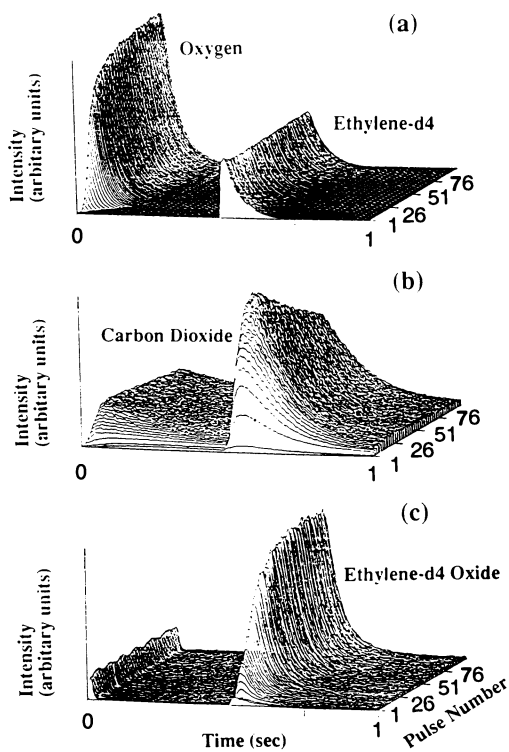 (a)
Oxygen
Ethylene-d4
Intensity
(arbitary units)
76
51
26
1
0
1
(b)
Carbon Dioxide
Intensity
(arbitary units)
76
51
26
1
0
1
(c)
Ethylene-d4 Oxide
Intensity
(arbitary units)
76
51
26
1
0
1
Time (sec)
Pulse Number